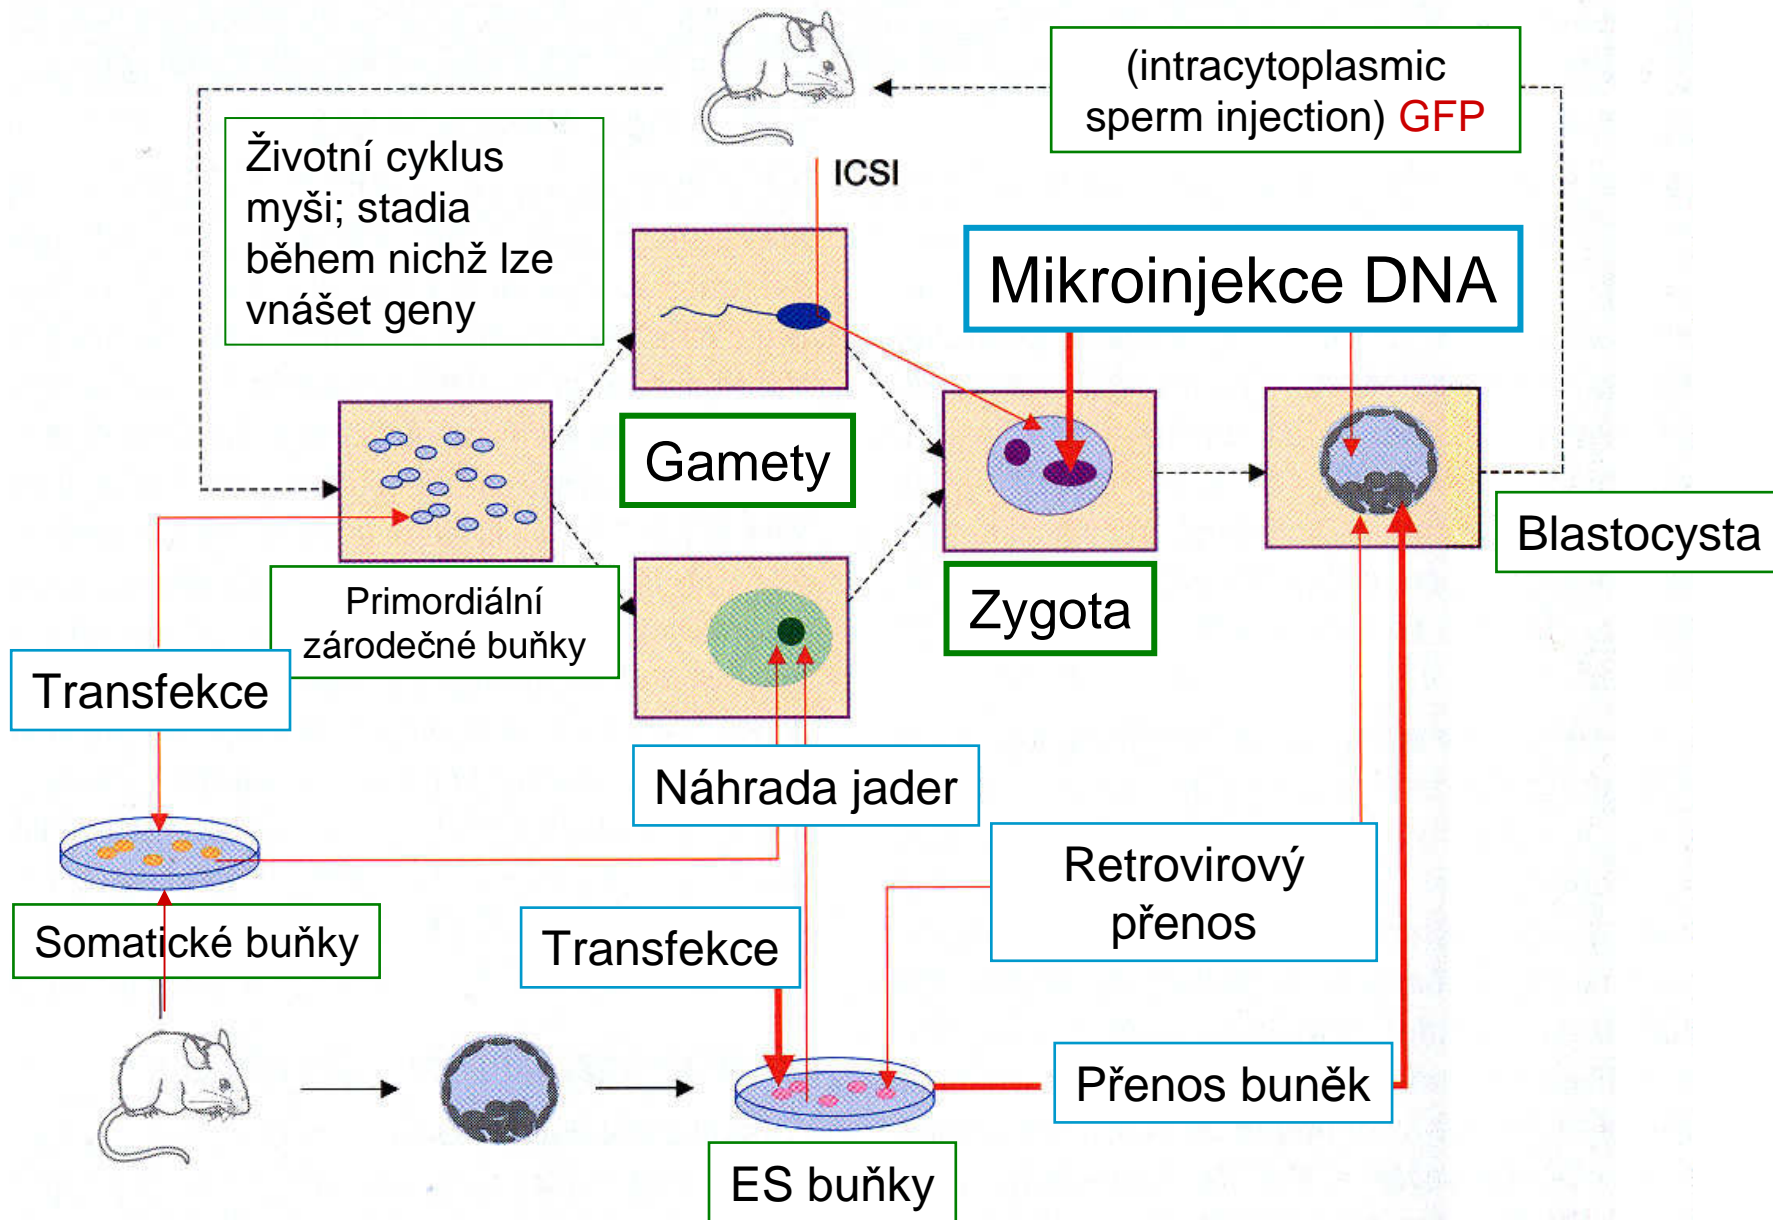 (intracytoplasmic
sperm injection) GFP
Životní cyklus
myši; stadia
během nichž lze
vnášet geny
ICSI
Mikroinjekce DNA
Gamety
Blastocysta
Zygota
Primordiální
zárodečné buňky
Transfekce
Náhrada jader
Retrovirový
přenos
Somatické buňky
Transfekce
Přenos buněk
ES buňky